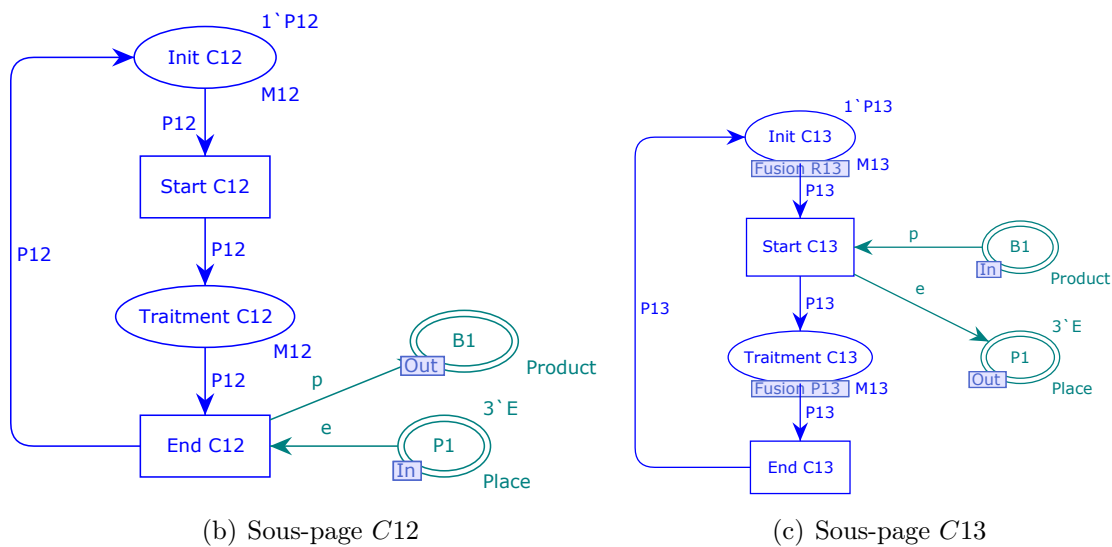 1`P12
Init C12
M12
P12
Start C12
P12
P12
Traitment C12
M12
P12
B1
Out
Product
p
3`E
End C12
e
P1
In
Place
(b) Sous-page C12
1`P13
Init C13
Fusion R13
M13
P13
Start C13
p
B1
In
Product
e
P13
P13
3`E
Traitment C13
P1
Out
Fusion P13
M13
Place
P13
End C13
(c) Sous-page C13